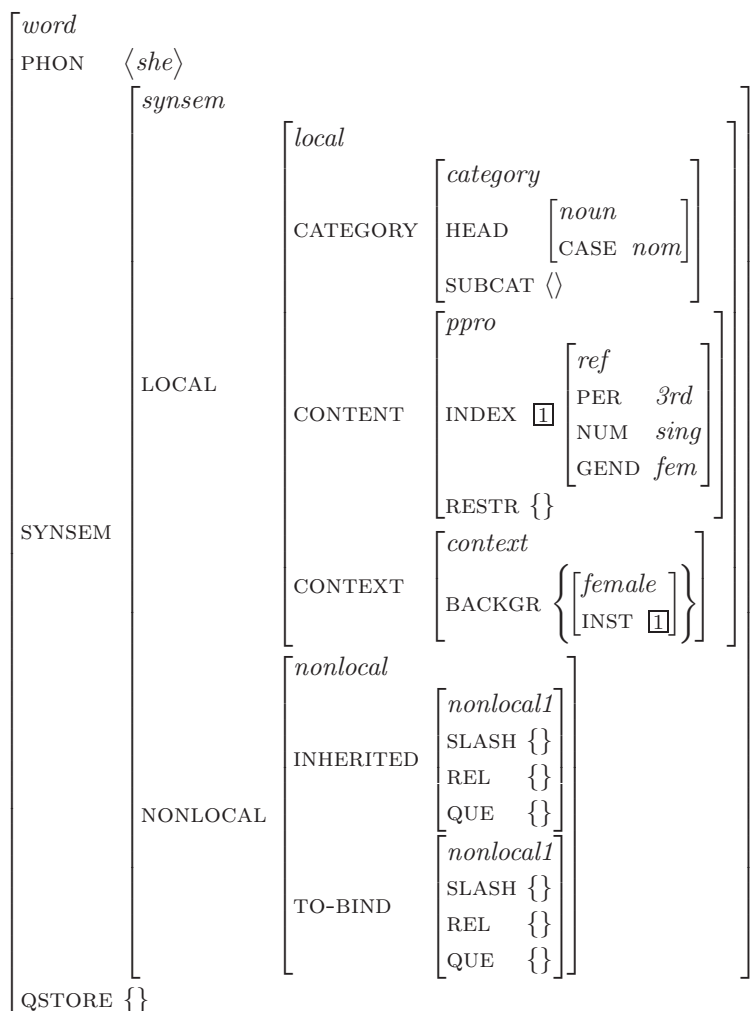 word
PHON ⟨she⟩
synsem
local
category
CATEGORY HEAD noun
CASE nom
SUBCAT ⟨⟩
ppro
LOCAL CONTENT INDEX 1 ref
PER 3rd
NUM sing
GEND fem
RESTR {}
SYNSEM
context
CONTEXT BACKGR {female
INST 1}
nonlocal
nonlocal1
INHERITED SLASH {}
REL {}
QUE {}
NONLOCAL
nonlocal1
TO-BIND SLASH {}
REL {}
QUE {}
QSTORE {}